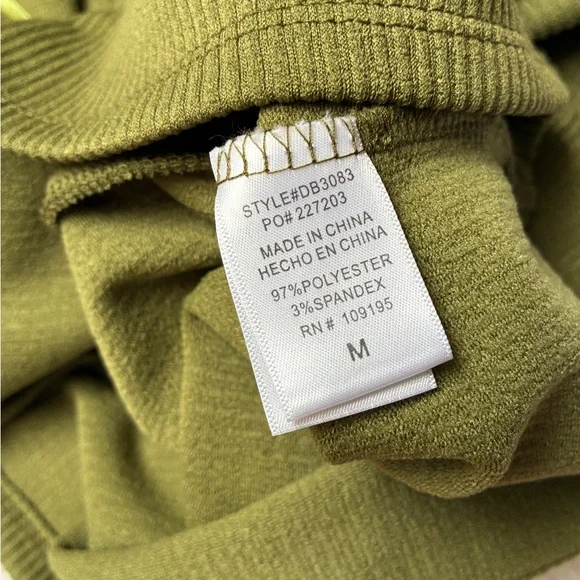 STYLE#DB3083
PO# 227203
MADE IN CHINA
HECHO EN CHINA
97%POLYESTER
3%SPANDEX
RN # 109195
M